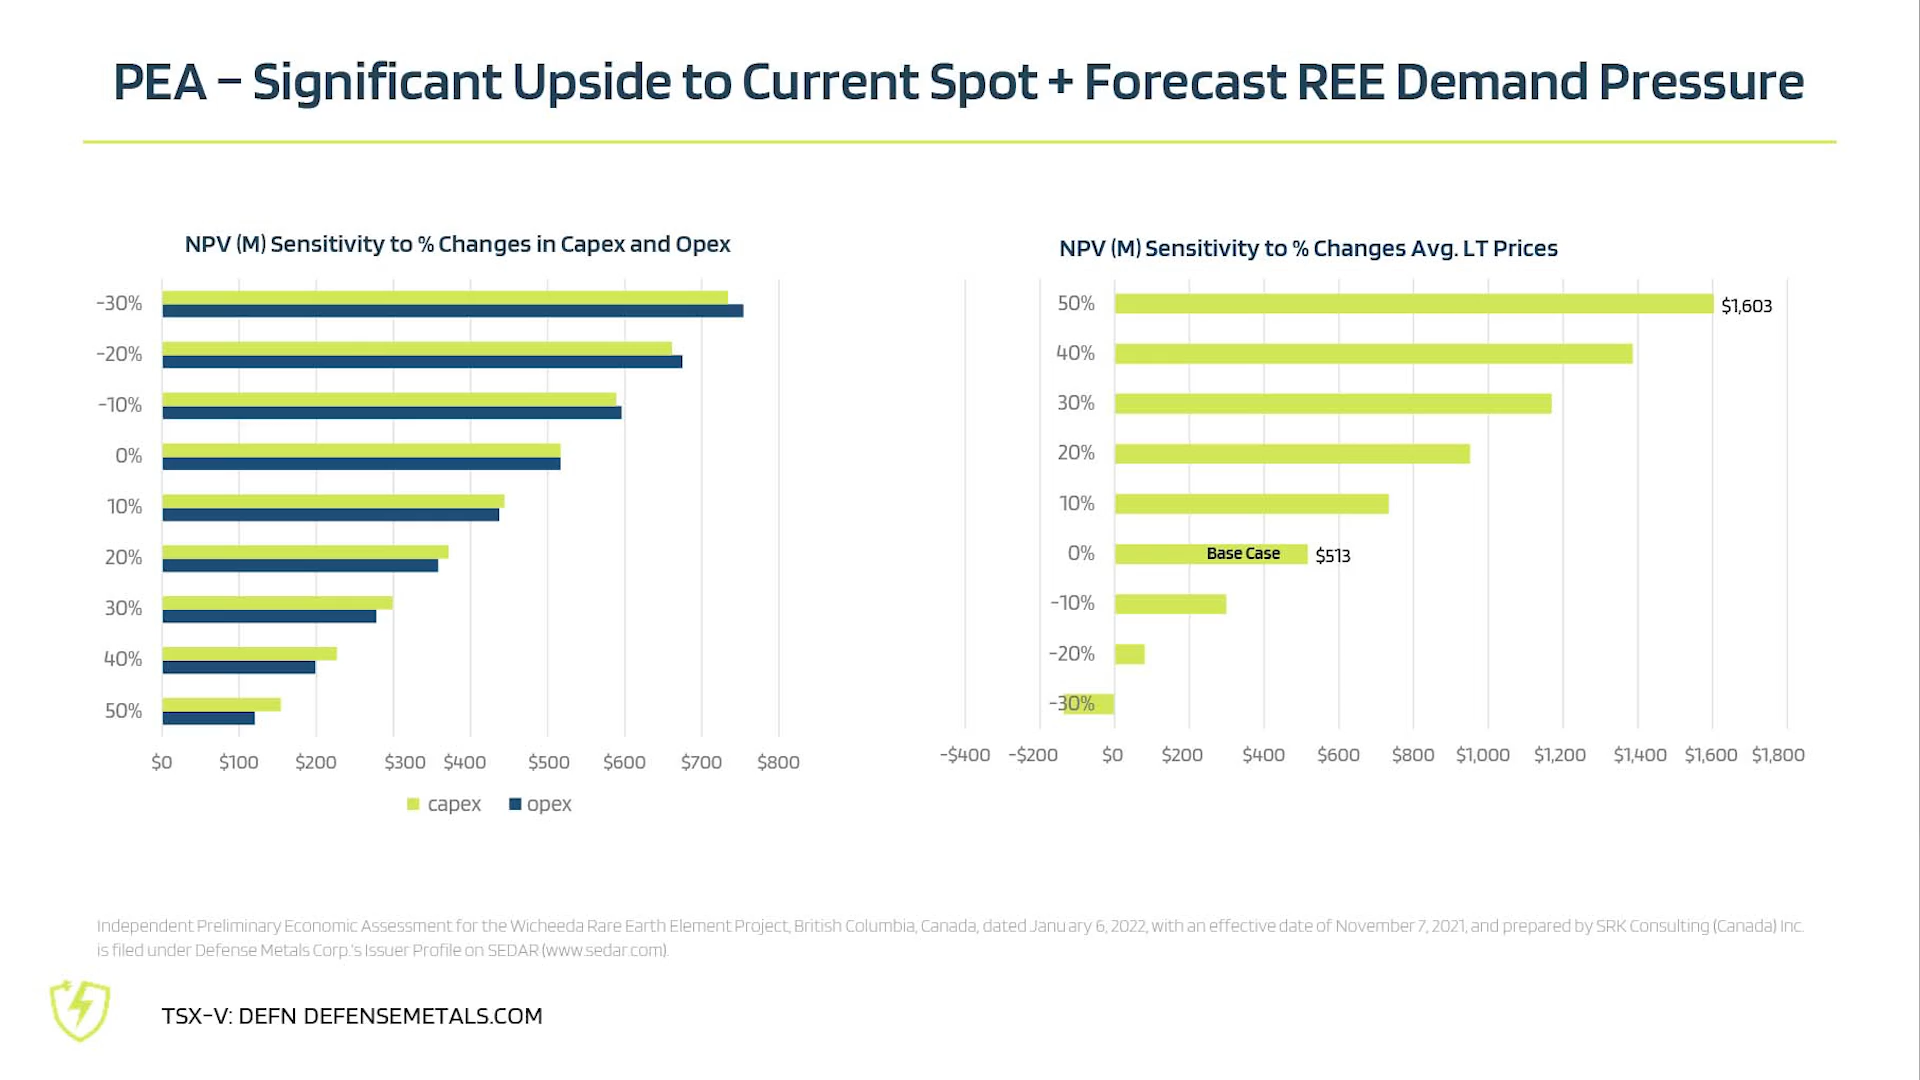 PEA – Significant Upside to Current Spot + Forecast REE Demand Pressure
NPV (M) Sensitivity to % Changes in Capex and Opex
-30%
-20%
-10%
0%
10%
20%
30%
40%
50%
$0 $100 $200 $300 $400 $500 $600 $700 $800
capex opex
NPV (M) Sensitivity to % Changes Avg. LT Prices
50% $1,603
40%
30%
20%
10%
0% Base Case $513
-10%
-20%
-30%
-$400 -$200 $0 $200 $400 $600 $800 $1,000 $1,200 $1,400 $1,600 $1,800
Independent Preliminary Economic Assessment for the Wicheeda Rare Earth Element Project, British Columbia, Canada, dated January 6, 2022, with an effective date of November 7, 2021, and prepared by SRK Consulting (Canada) Inc.
is filed under Defense Metals Corp.'s Issuer Profile on SEDAR (www.sedar.com).
TSX-V: DEFN DEFENSEMETALS.COM